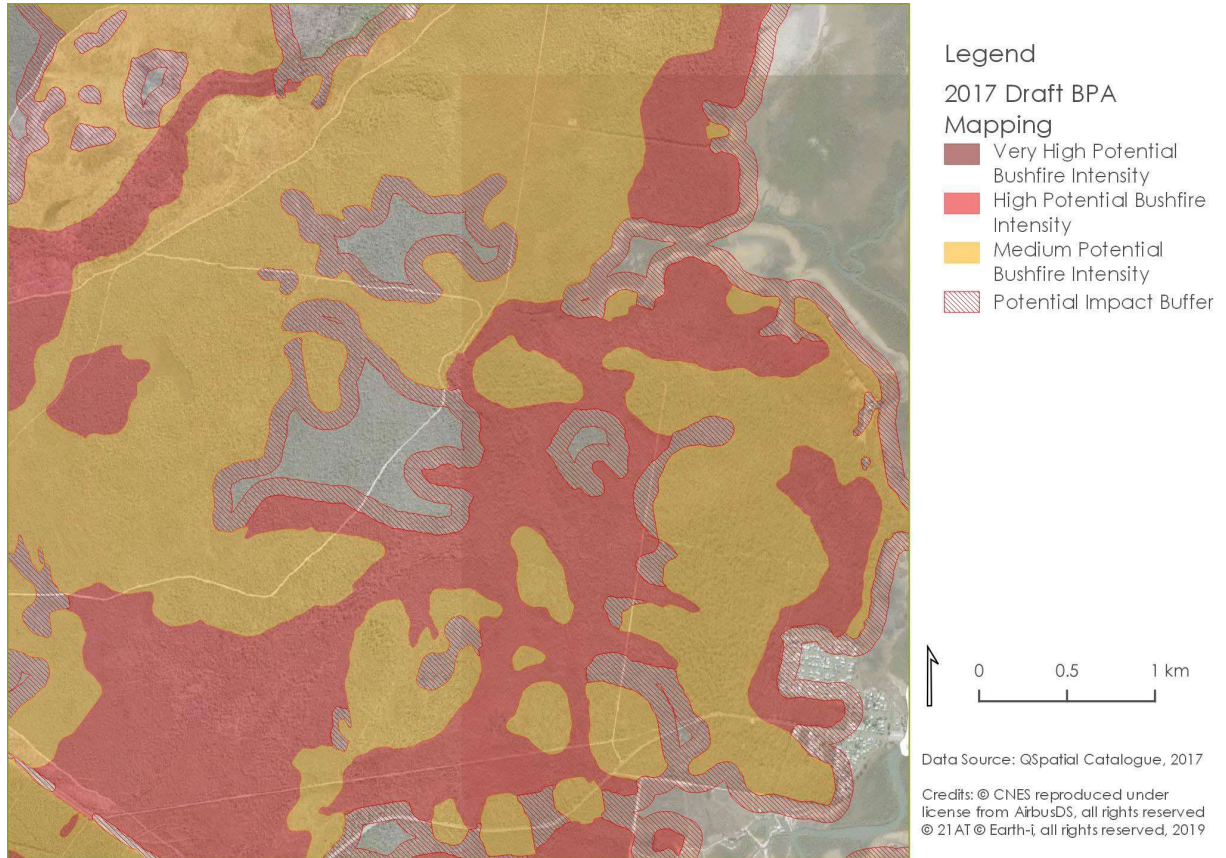 Legend
2017 Draft BPA
Mapping
Very High Potential
Bushfire Intensity
High Potential Bushfire
Intensity
Medium Potential
Bushfire Intensity
Potential Impact Buffer
0 0.5 1 km
Data Source: QSpatial Catalogue, 2017
Credits: © CNES reproduced under
license from AirbusDS, all rights reserved
© 21AT © Earth-i, all rights reserved, 2019